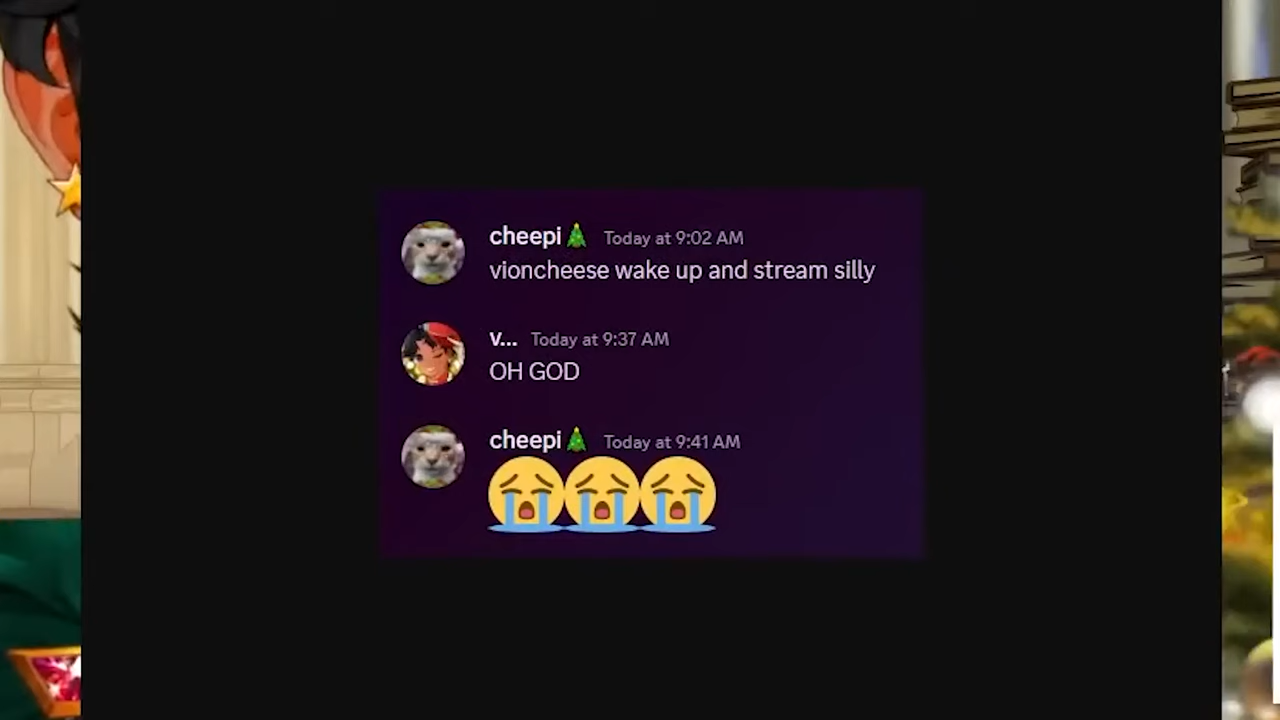 cheepi🎄 Today at 9:02 AM
vioncheese wake up and stream silly
V... Today at 9:37 AM
OH GOD
cheepi🎄 Today at 9:41 AM
😭😭😭